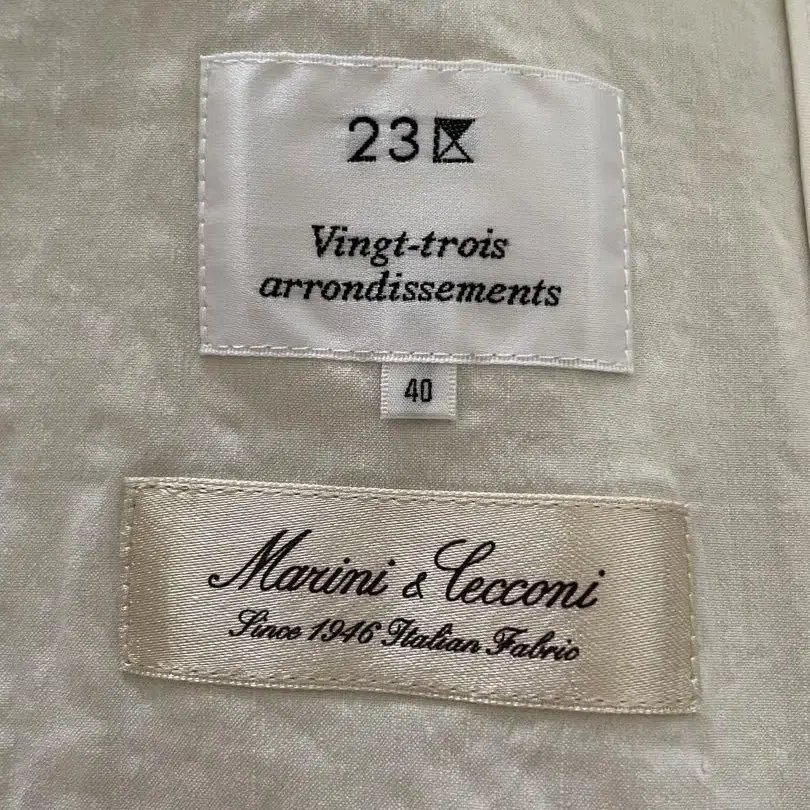 23
Vingt-trois
arrondissements
40
Marini & Cecconi
Since 1946 Italian Fabric